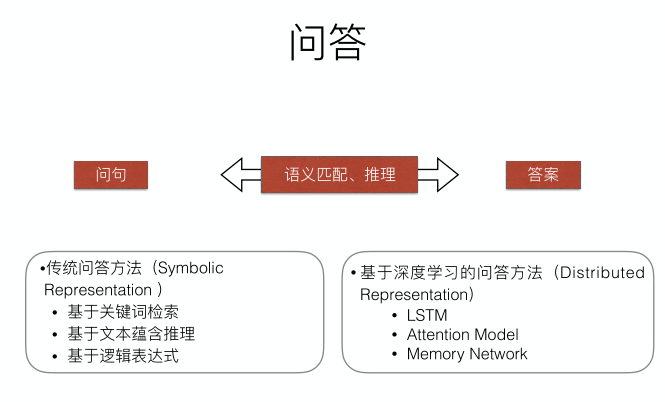 问答
问句
语义匹配、推理
答案
•传统问答方法（Symbolic
Representation ）
• 基于关键词检索
• 基于文本蕴含推理
• 基于逻辑表达式
• 基于深度学习的问答方法（Distributed
Representation）
• LSTM
• Attention Model
• Memory Network